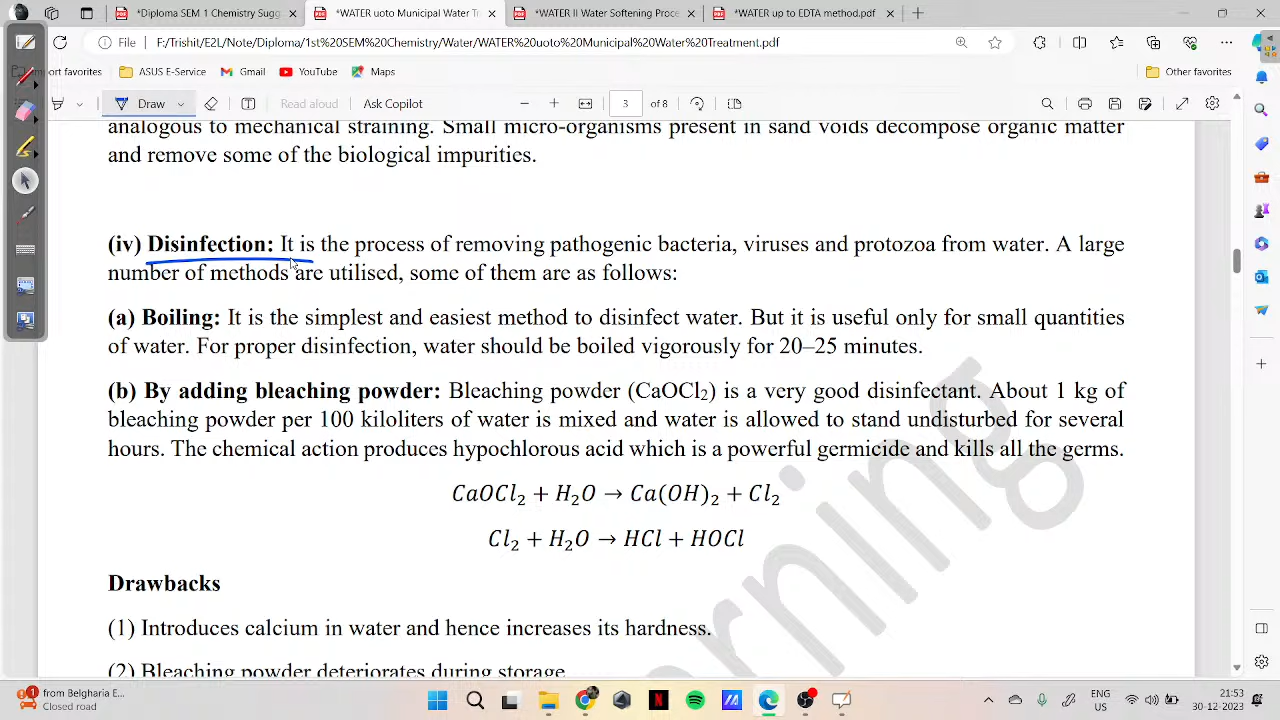 *Diploma SEM 1 Chemistry Sugg
*WATER uoto Municipal Water Tr
*WATER II Water Softening Proce
*WATER up to EDTA method.pdf
File F:/Trishit/E2L/Note/Diploma/1st%20SEM%20Chemistry/Water/WATER%20uoto%20Municipal%20Water%20Treatment.pdf
port favorites ASUS E-Service Gmail YouTube Maps Other favorites
Draw Read aloud Ask Copilot 3 of 8
analogous to mechanical straining. Small micro-organisms present in sand voids decompose organic matter
and remove some of the biological impurities.
(iv) Disinfection: It is the process of removing pathogenic bacteria, viruses and protozoa from water. A large
number of methods are utilised, some of them are as follows:
(a) Boiling: It is the simplest and easiest method to disinfect water. But it is useful only for small quantities
of water. For proper disinfection, water should be boiled vigorously for 20–25 minutes.
(b) By adding bleaching powder: Bleaching powder (CaOCl₂) is a very good disinfectant. About 1 kg of
bleaching powder per 100 kiloliters of water is mixed and water is allowed to stand undisturbed for several
hours. The chemical action produces hypochlorous acid which is a powerful germicide and kills all the germs.
CaOCl₂ + H₂O → Ca(OH)₂ + Cl₂
Cl₂ + H₂O → HCl + HOCl
Drawbacks
(1) Introduces calcium in water and hence increases its hardness.
(2) Bleaching powder deteriorates during storage
rning
1 from Belgharia E...
Closed road
ENG
IN
21:53
30-12-2023